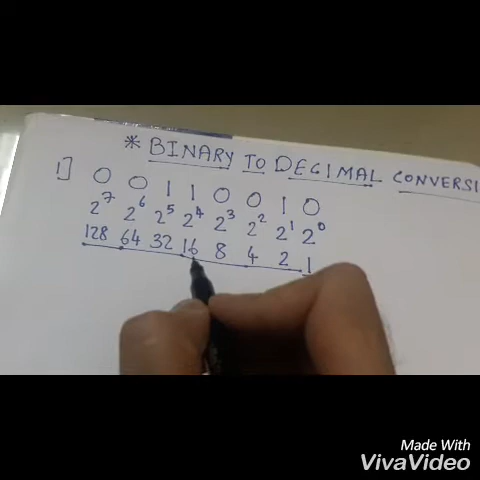 * BINARY TO DECIMAL CONVERSI
1] 0 0 1 1 0 0 1 0
2⁷ 2⁶ 2⁵ 2⁴ 2³ 2² 2¹ 2⁰
128 64 32 16 8 4 2 1
Made With
VivaVideo